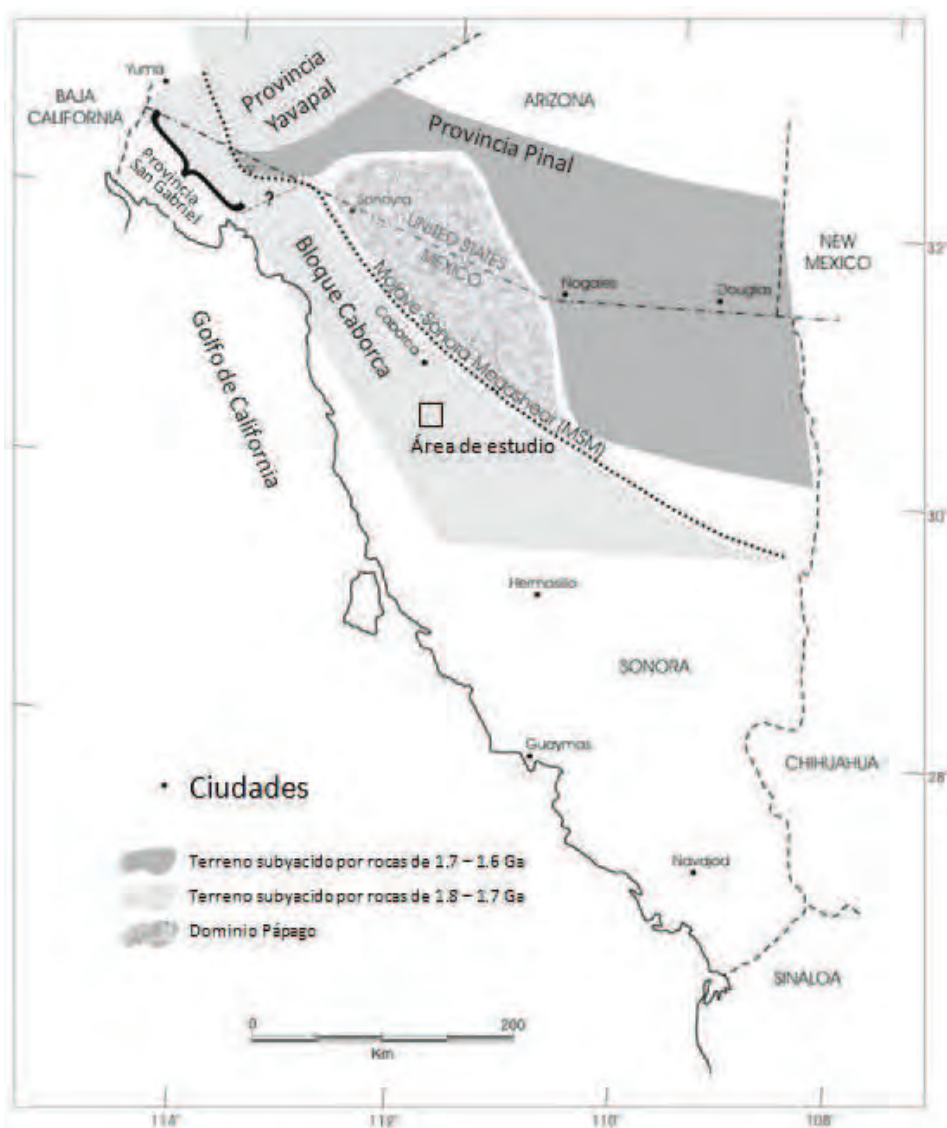 Yuma
BAJA
CALIFORNIA
Provincia
Yavapal
ARIZONA
Provincia Pinal
Provincia
San Gabriel
?
Sonoyta
UNITED STATES
MEXICO
NEW
MEXICO
32°
Nogales
Douglas
Bloque Caborca
Mojave Sonora Megashear (MSM)
Caborca
Golfo de California
Área de estudio
30°
Hermosillo
SONORA
Guaymas
CHIHUAHUA
28°
Ciudades
Terreno subyacido por rocas de 1.7 – 1.6 Ga
Terreno subyacido por rocas de 1.8 – 1.7 Ga
Dominio Pápago
Navojoa
SINALOA
0
200
Km
114°
112°
110°
108°